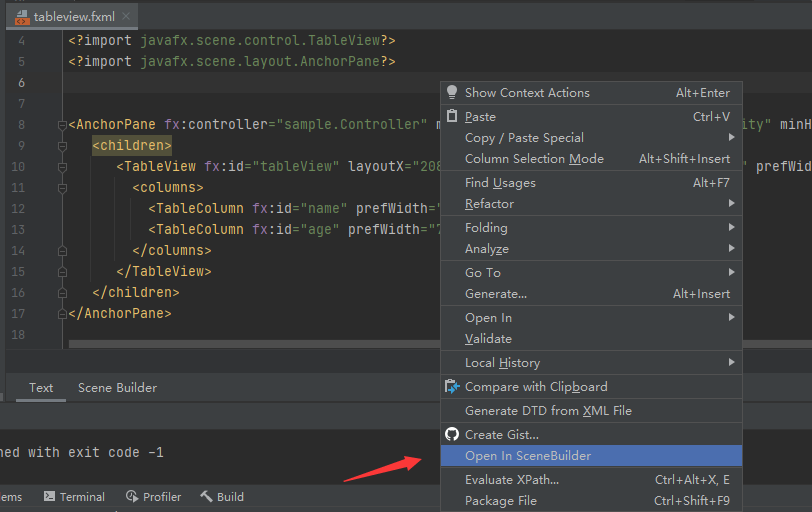 tableview.fxml
4 <?import javafx.scene.control.TableView?>
5 <?import javafx.scene.layout.AnchorPane?>
6
7
8 <AnchorPane fx:controller="sample.Controller" m
ity" minH
9 <children>
10 <TableView fx:id="tableView" layoutX="208
" prefWid
11 <columns>
12 <TableColumn fx:id="name" prefWidth="
13 <TableColumn fx:id="age" prefWidth="7
14 </columns>
15 </TableView>
16 </children>
17 </AnchorPane>
18
Show Context Actions Alt+Enter
Paste Ctrl+V
Copy / Paste Special
Column Selection Mode Alt+Shift+Insert
Find Usages Alt+F7
Refactor
Folding
Analyze
Go To
Generate... Alt+Insert
Open In
Validate
Local History
Compare with Clipboard
Generate DTD from XML File
Create Gist...
Open In SceneBuilder
Evaluate XPath... Ctrl+Alt+X, E
Package File Ctrl+Shift+F9
Text Scene Builder
ned with exit code -1
lems Terminal Profiler Build